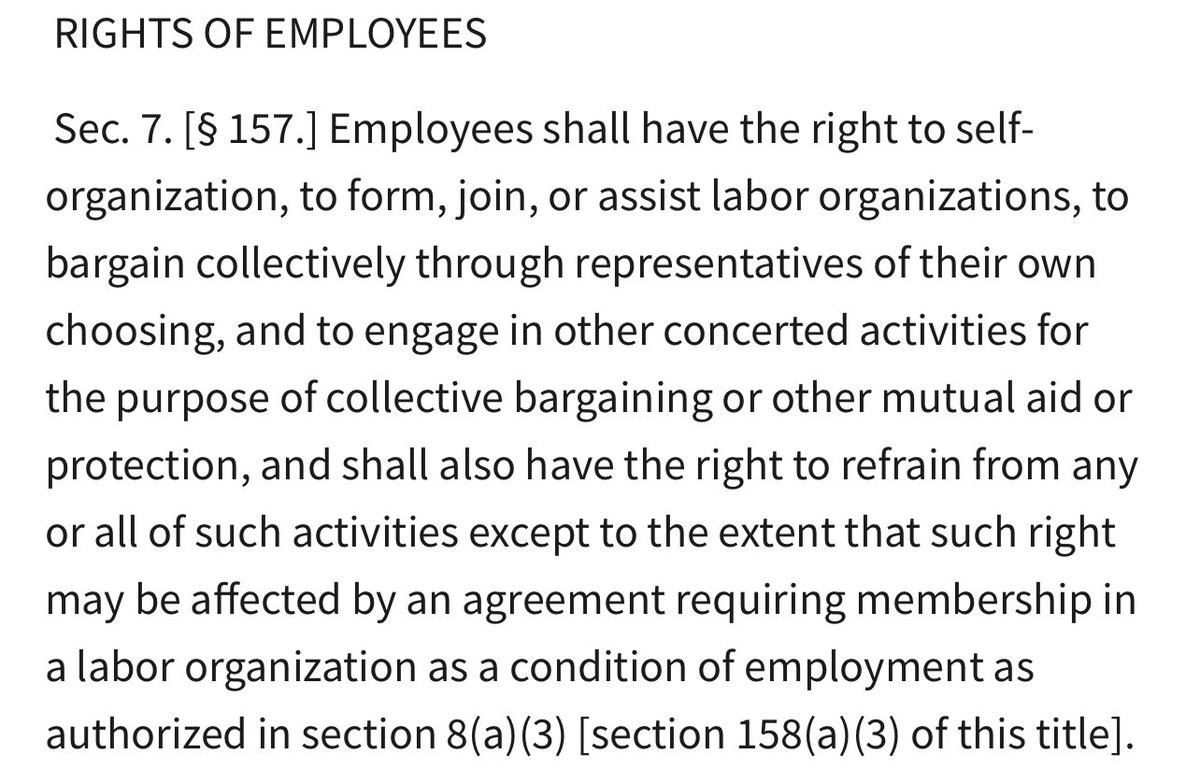 RIGHTS OF EMPLOYEES
Sec. 7. [§ 157.] Employees shall have the right to self-
organization, to form, join, or assist labor organizations, to
bargain collectively through representatives of their own
choosing, and to engage in other concerted activities for
the purpose of collective bargaining or other mutual aid or
protection, and shall also have the right to refrain from any
or all of such activities except to the extent that such right
may be affected by an agreement requiring membership in
a labor organization as a condition of employment as
authorized in section 8(a)(3) [section 158(a)(3) of this title].